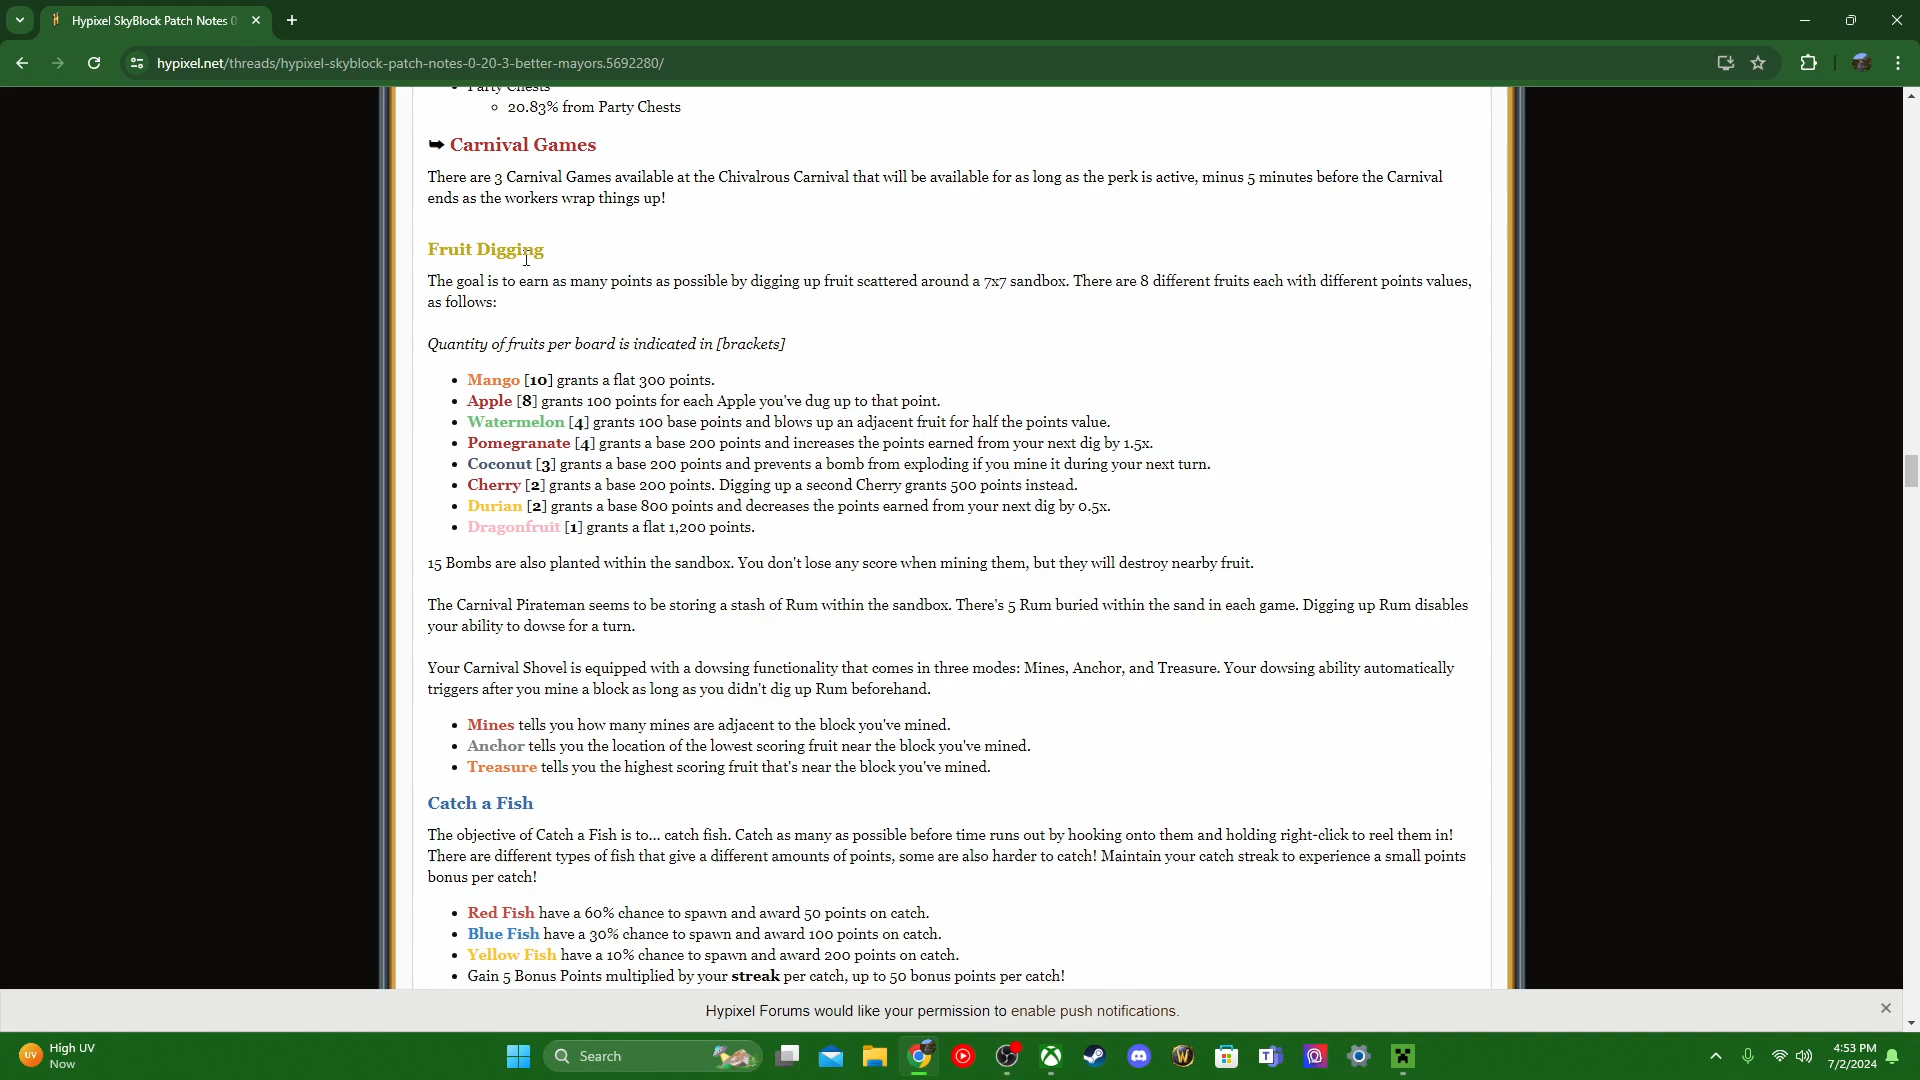 Hypixel SkyBlock Patch Notes 0
hypixel.net/threads/hypixel-skyblock-patch-notes-0-20-3-better-mayors.5692280/
Party Chests
20.83% from Party Chests
➥ Carnival Games
There are 3 Carnival Games available at the Chivalrous Carnival that will be available for as long as the perk is active, minus 5 minutes before the Carnival
ends as the workers wrap things up!
Fruit Digging
The goal is to earn as many points as possible by digging up fruit scattered around a 7x7 sandbox. There are 8 different fruits each with different points values,
as follows:
Quantity of fruits per board is indicated in [brackets]
Mango [10] grants a flat 300 points.
Apple [8] grants 100 points for each Apple you've dug up to that point.
Watermelon [4] grants 100 base points and blows up an adjacent fruit for half the points value.
Pomegranate [4] grants a base 200 points and increases the points earned from your next dig by 1.5x.
Coconut [3] grants a base 200 points and prevents a bomb from exploding if you mine it during your next turn.
Cherry [2] grants a base 200 points. Digging up a second Cherry grants 500 points instead.
Durian [2] grants a base 800 points and decreases the points earned from your next dig by 0.5x.
Dragonfruit [1] grants a flat 1,200 points.
15 Bombs are also planted within the sandbox. You don't lose any score when mining them, but they will destroy nearby fruit.
The Carnival Pirateman seems to be storing a stash of Rum within the sandbox. There's 5 Rum buried within the sand in each game. Digging up Rum disables
your ability to dowse for a turn.
Your Carnival Shovel is equipped with a dowsing functionality that comes in three modes: Mines, Anchor, and Treasure. Your dowsing ability automatically
triggers after you mine a block as long as you didn't dig up Rum beforehand.
Mines tells you how many mines are adjacent to the block you've mined.
Anchor tells you the location of the lowest scoring fruit near the block you've mined.
Treasure tells you the highest scoring fruit that's near the block you've mined.
Catch a Fish
The objective of Catch a Fish is to... catch fish. Catch as many as possible before time runs out by hooking onto them and holding right-click to reel them in!
There are different types of fish that give a different amounts of points, some are also harder to catch! Maintain your catch streak to experience a small points
bonus per catch!
Red Fish have a 60% chance to spawn and award 50 points on catch.
Blue Fish have a 30% chance to spawn and award 100 points on catch.
Yellow Fish have a 10% chance to spawn and award 200 points on catch.
Gain 5 Bonus Points multiplied by your streak per catch, up to 50 bonus points per catch!
Hypixel Forums would like your permission to enable push notifications.
UV
High UV
Now
Search
4:53 PM
7/2/2024